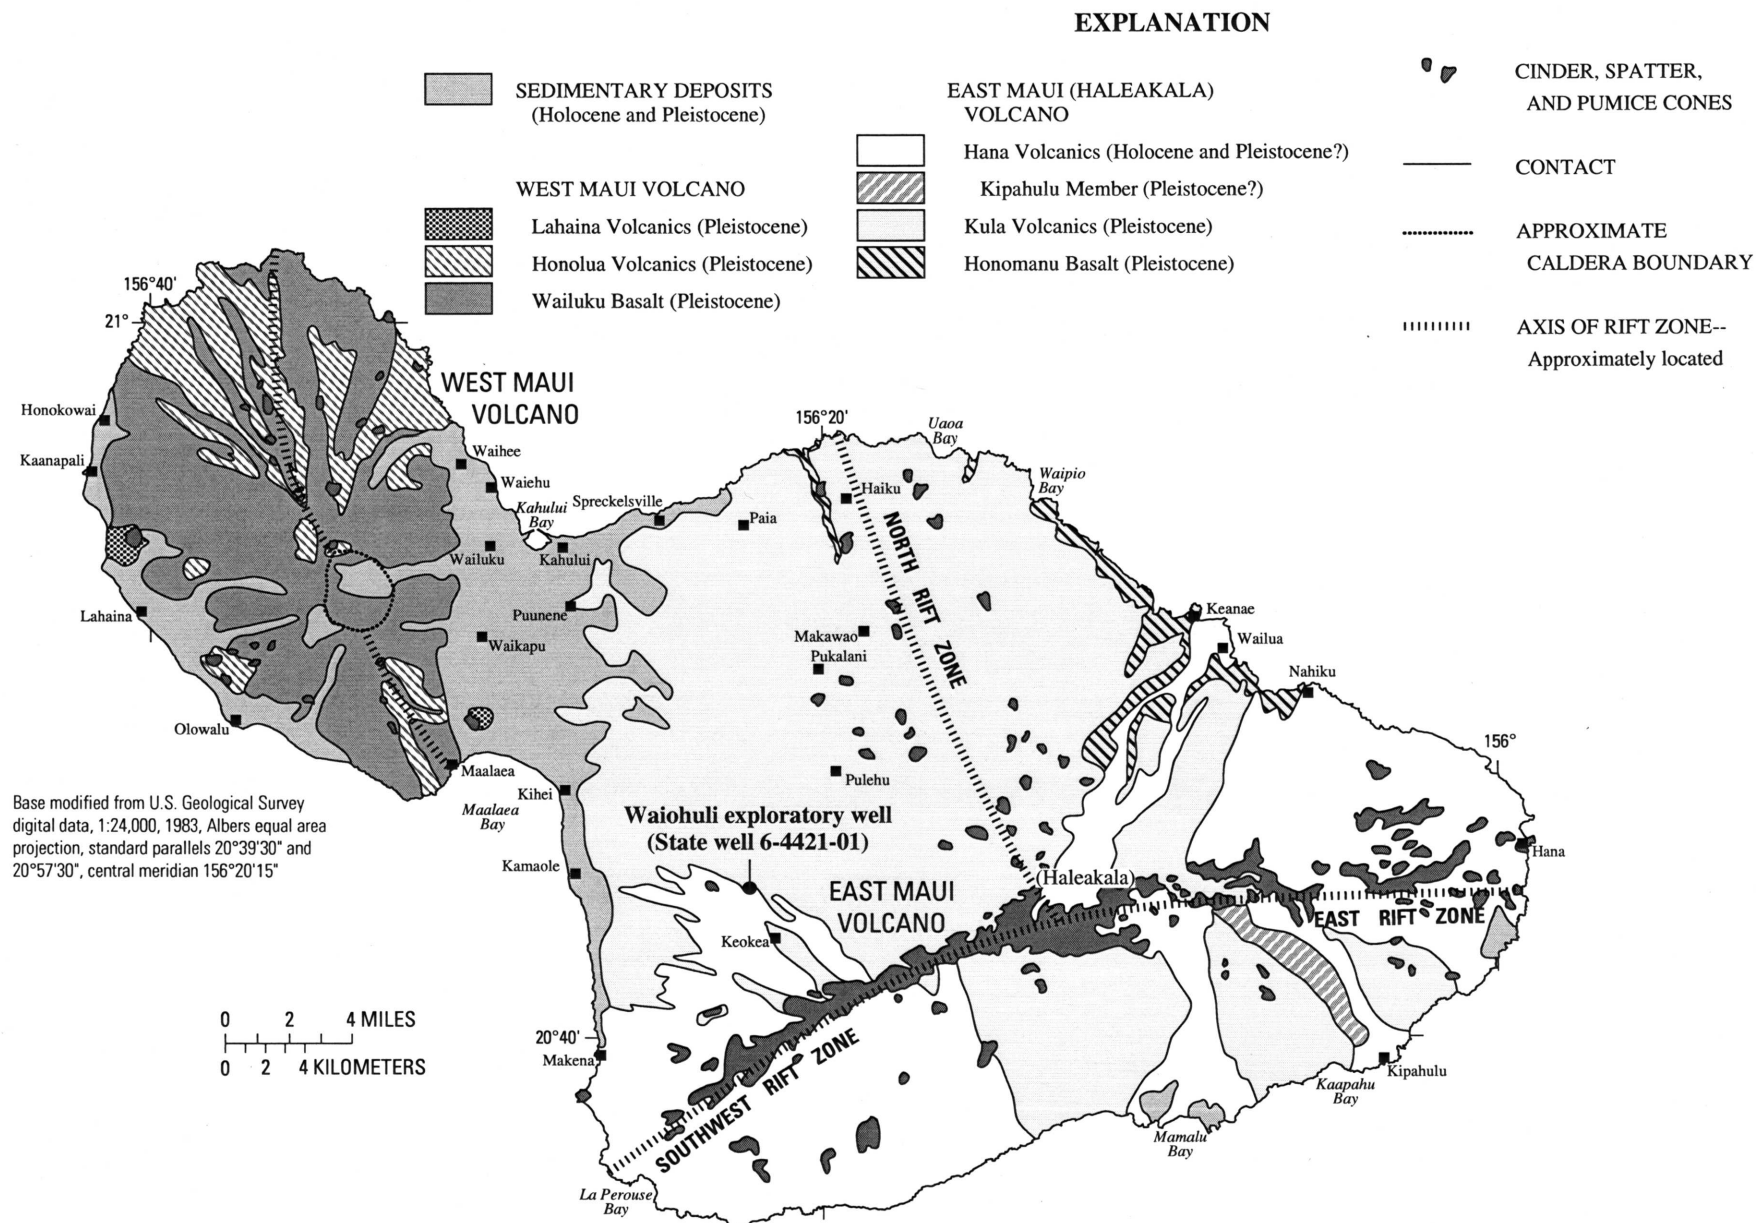 EXPLANATION
SEDIMENTARY DEPOSITS
(Holocene and Pleistocene)
WEST MAUI VOLCANO
Lahaina Volcanics (Pleistocene)
Honolua Volcanics (Pleistocene)
Wailuku Basalt (Pleistocene)
EAST MAUI (HALEAKALA)
VOLCANO
Hana Volcanics (Holocene and Pleistocene?)
Kipahulu Member (Pleistocene?)
Kula Volcanics (Pleistocene)
Honomanu Basalt (Pleistocene)
CINDER, SPATTER,
AND PUMICE CONES
CONTACT
APPROXIMATE
CALDERA BOUNDARY
AXIS OF RIFT ZONE--
Approximately located
156°40'
21°
WEST MAUI
VOLCANO
Honokowai
Kaanapali
Waihee
Waiehu
Kahului
Bay
Spreckelsville
Paia
Wailuku
Kahului
Lahaina
Puunene
Waikapu
Olowalu
Maalaea
Maalaea
Bay
Kihei
Kamaole
156°20'
Uaoa
Bay
Waipio
Bay
Haiku
NORTH RIFT ZONE
Makawao
Pukalani
Pulehu
Keanae
Wailua
Nahiku
156°
Hana
Waiohuli exploratory well
(State well 6-4421-01)
EAST MAUI
VOLCANO
(Haleakala)
EAST RIFT ZONE
Keokea
20°40'
Makena
SOUTHWEST RIFT ZONE
La Perouse
Bay
Mamalu
Bay
Kaapahu
Bay
Kipahulu
Base modified from U.S. Geological Survey
digital data, 1:24,000, 1983, Albers equal area
projection, standard parallels 20°39'30" and
20°57'30", central meridian 156°20'15"
0 2 4 MILES
0 2 4 KILOMETERS